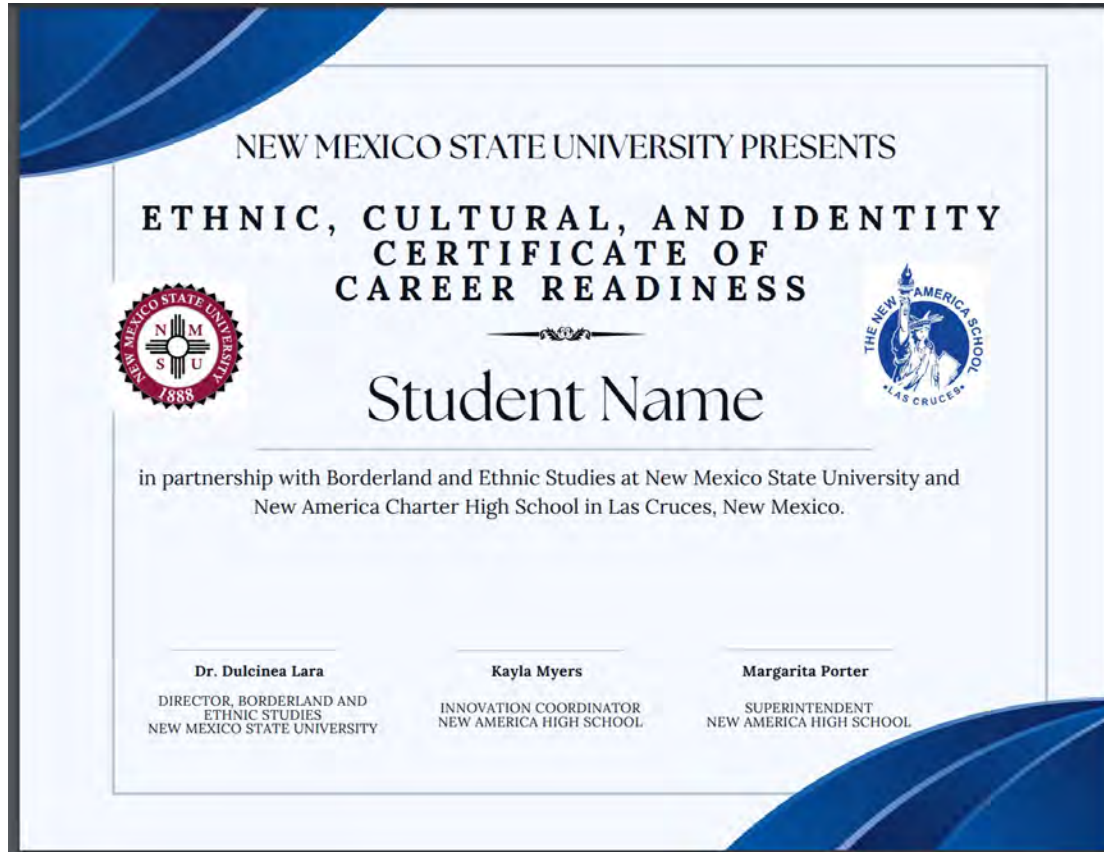 NEW MEXICO STATE UNIVERSITY PRESENTS
ETHNIC, CULTURAL, AND IDENTITY
CERTIFICATE OF
CAREER READINESS
NEW MEXICO STATE UNIVERSITY
N M
S U
1888
THE NEW AMERICA SCHOOL
•LAS CRUCES•
Student Name
in partnership with Borderland and Ethnic Studies at New Mexico State University and
New America Charter High School in Las Cruces, New Mexico.
Dr. Dulcinea Lara
DIRECTOR, BORDERLAND AND
ETHNIC STUDIES
NEW MEXICO STATE UNIVERSITY
Kayla Myers
INNOVATION COORDINATOR
NEW AMERICA HIGH SCHOOL
Margarita Porter
SUPERINTENDENT
NEW AMERICA HIGH SCHOOL